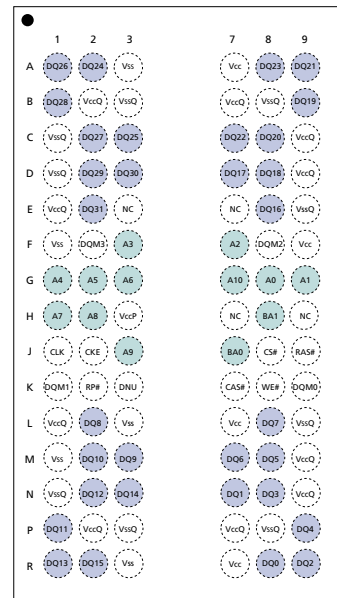 1 2 3 7 8 9
A DQ26 DQ24 Vss Vcc DQ23 DQ21
B DQ28 VccQ VssQ VccQ VssQ DQ19
C VssQ DQ27 DQ25 DQ22 DQ20 VccQ
D VssQ DQ29 DQ30 DQ17 DQ18 VccQ
E VccQ DQ31 NC NC DQ16 VssQ
F Vss DQM3 A3 A2 DQM2 Vcc
G A4 A5 A6 A10 A0 A1
H A7 A8 VccP NC BA1 NC
J CLK CKE A9 BA0 CS# RAS#
K DQM1 RP# DNU CAS# WE# DQM0
L VccQ DQ8 Vss Vcc DQ7 VssQ
M Vss DQ10 DQ9 DQ6 DQ5 VccQ
N VssQ DQ12 DQ14 DQ1 DQ3 VccQ
P DQ11 VccQ VssQ VccQ VssQ DQ4
R DQ13 DQ15 Vss Vcc DQ0 DQ2